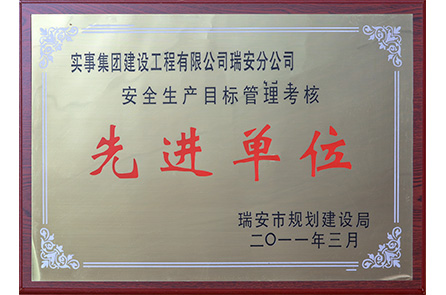 实事集团建设工程有限公司瑞安分公司
安全生产目标管理考核
先进单位
瑞安市规划建设局
二〇一一年三月